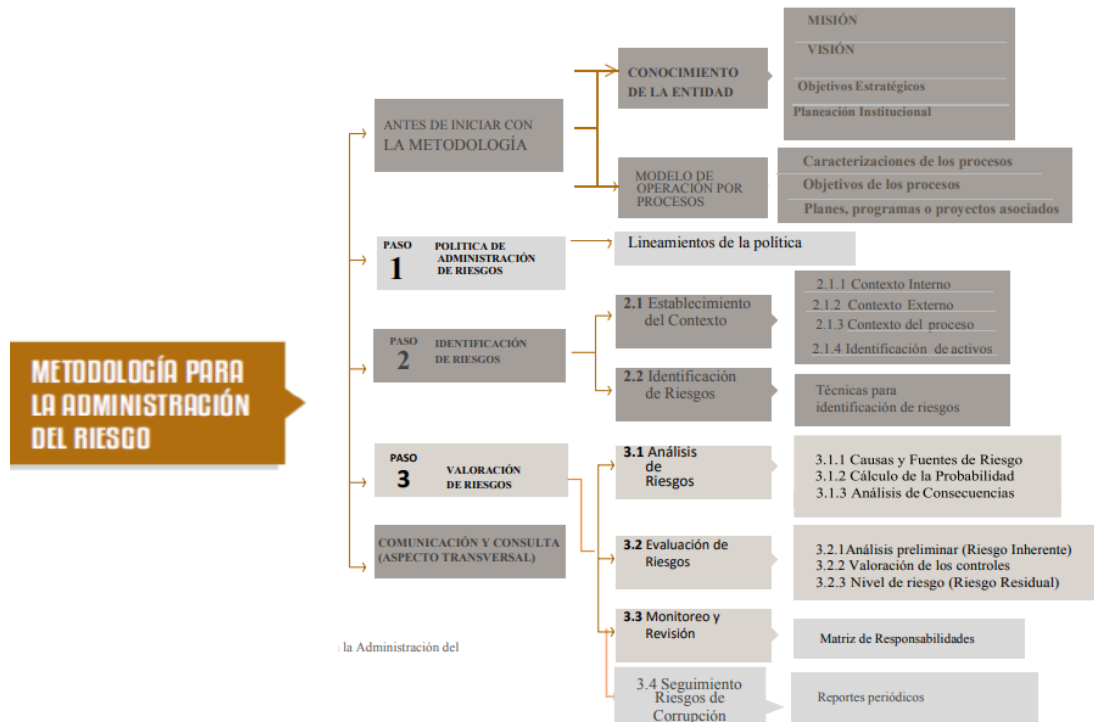 METODOLOGÍA PARA
LA ADMINISTRACIÓN
DEL RIESGO
ANTES DE INICIAR CON
LA METODOLOGÍA
CONOCIMIENTO
DE LA ENTIDAD
MISIÓN
VISIÓN
Objetivos Estratégicos
Planeación Institucional
MODELO DE
OPERACIÓN POR
PROCESOS
Caracterizaciones de los procesos
Objetivos de los procesos
Planes, programas o proyectos asociados
PASO
1
POLÍTICA DE
ADMINISTRACIÓN
DE RIESGOS
Lineamientos de la política
PASO
2
IDENTIFICACIÓN
DE RIESGOS
2.1 Establecimiento
del Contexto
2.1.1 Contexto Interno
2.1.2 Contexto Externo
2.1.3 Contexto del proceso
2.1.4 Identificación de activos
2.2 Identificación
de Riesgos
Técnicas para
identificación de riesgos
PASO
3
VALORACIÓN
DE RIESGOS
3.1 Análisis
de
Riesgos
3.1.1 Causas y Fuentes de Riesgo
3.1.2 Cálculo de la Probabilidad
3.1.3 Análisis de Consecuencias
3.2 Evaluación de
Riesgos
3.2.1Análisis preliminar (Riesgo Inherente)
3.2.2 Valoración de los controles
3.2.3 Nivel de riesgo (Riesgo Residual)
3.3 Monitoreo y
Revisión
Matriz de Responsabilidades
3.4 Seguimiento
Riesgos de
Corrupción
Reportes periódicos
COMUNICACIÓN Y CONSULTA
(ASPECTO TRANSVERSAL)
la Administración del